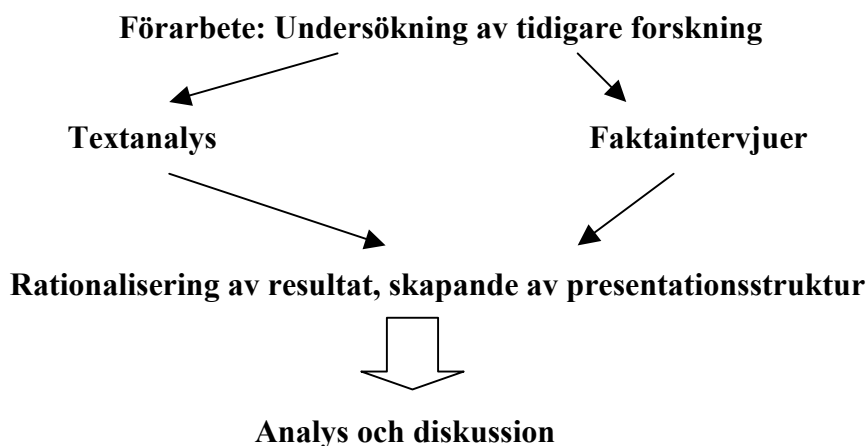 Förarbete: Undersökning av tidigare forskning
Textanalys
Faktaintervjuer
Rationalisering av resultat, skapande av presentationsstruktur
Analys och diskussion